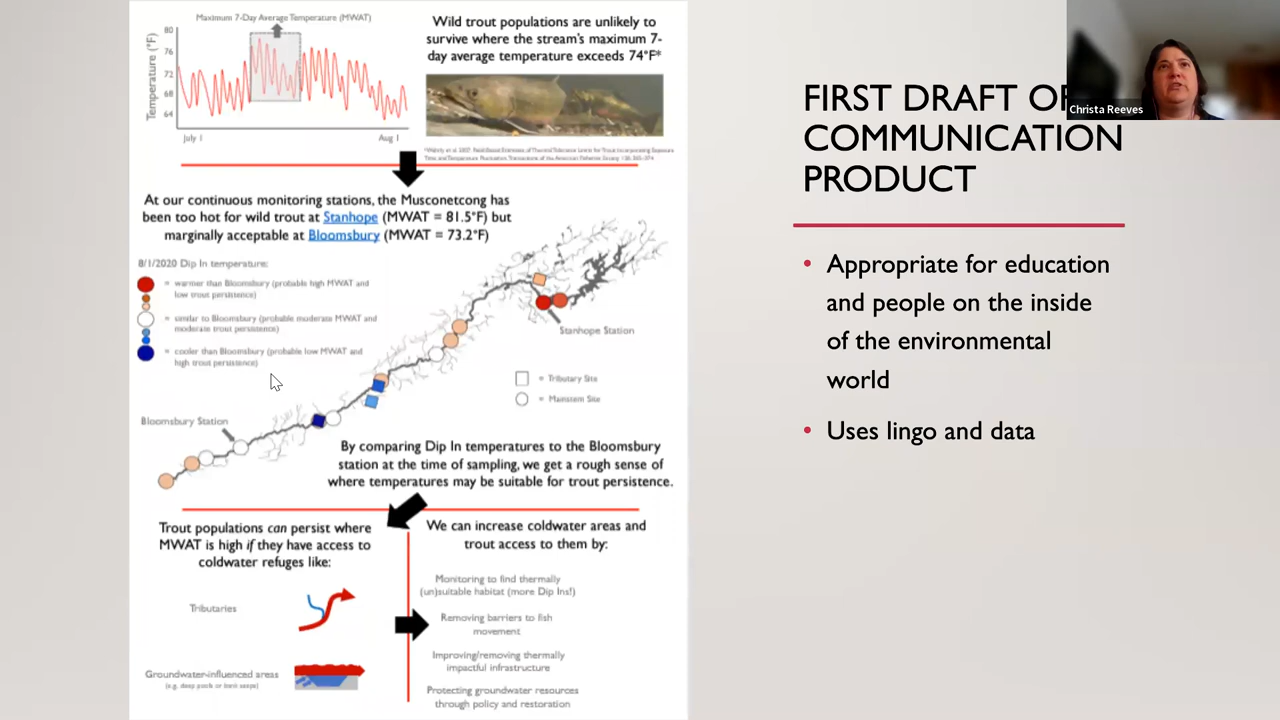 Maximum 7-Day Average Temperature (MWAT)
80
76
72
68
64
Temperature (°F)
July 1
Aug 1
Wild trout populations are unlikely to
survive where the stream's maximum 7-
day average temperature exceeds 74°F*
At our continuous monitoring stations, the Musconetcong has
been too hot for wild trout at Stanhope (MWAT = 81.5°F) but
marginally acceptable at Bloomsbury (MWAT = 73.2°F)
8/1/2020 Dip In temperature:
= warmer than Bloomsbury (probable high MWAT and
low trout persistence)
= similar to Bloomsbury (probable moderate MWAT and
moderate trout persistence)
= cooler than Bloomsbury (probable low MWAT and
high trout persistence)
Stanhope Station
= Tributary Site
= Mainstem Site
Bloomsbury Station
By comparing Dip In temperatures to the Bloomsbury
station at the time of sampling, we get a rough sense of
where temperatures may be suitable for trout persistence.
Trout populations can persist where
MWAT is high if they have access to
coldwater refuges like:
Tributaries
Groundwater-influenced areas
(e.g. deep pools or bank seeps)
We can increase coldwater areas and
trout access to them by:
Monitoring to find thermally
(un)suitable habitat (more Dip Ins!)
Removing barriers to fish
movement
Improving/removing thermally
impactful infrastructure
Protecting groundwater resources
through policy and restoration
FIRST DRAFT OF
COMMUNICATION
PRODUCT
• Appropriate for education
and people on the inside
of the environmental
world
• Uses lingo and data
Christa Reeves